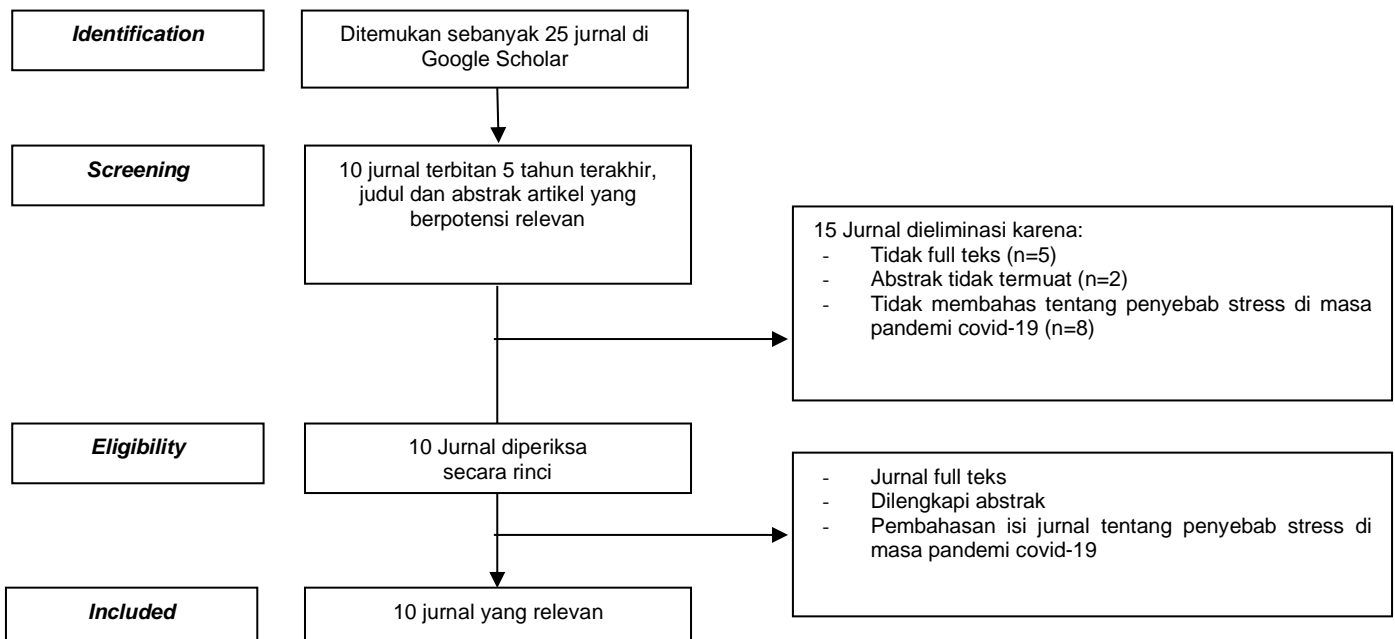 Identification
Ditemukan sebanyak 25 jurnal di
Google Scholar
Screening
10 jurnal terbitan 5 tahun terakhir,
judul dan abstrak artikel yang
berpotensi relevan
15 Jurnal dieliminasi karena:
- Tidak full teks (n=5)
- Abstrak tidak termuat (n=2)
- Tidak membahas tentang penyebab stress di masa
pandemi covid-19 (n=8)
Eligibility
10 Jurnal diperiksa
secara rinci
- Jurnal full teks
- Dilengkapi abstrak
- Pembahasan isi jurnal tentang penyebab stress di
masa pandemi covid-19
Included
10 jurnal yang relevan